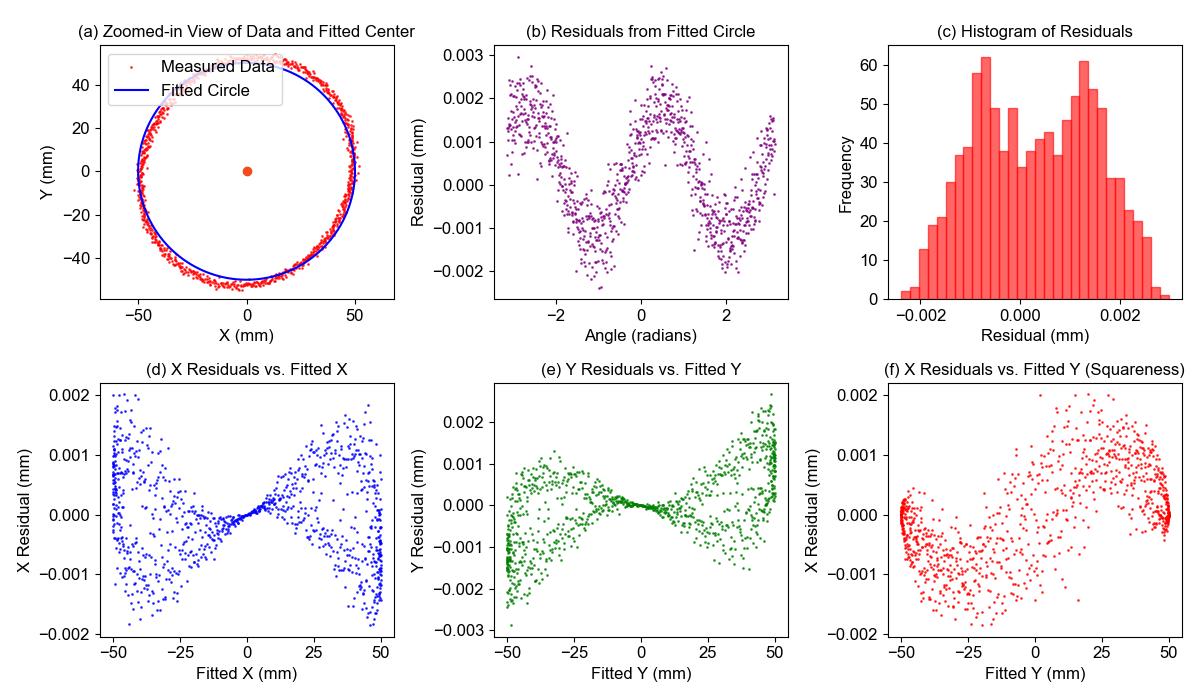 (a) Zoomed-in View of Data and Fitted Center
Measured Data
Fitted Circle
40
20
0
−20
−40
Y (mm)
−50
0
50
X (mm)
(b) Residuals from Fitted Circle
0.003
0.002
0.001
0.000
−0.001
−0.002
Residual (mm)
−2
0
2
Angle (radians)
(c) Histogram of Residuals
60
50
40
30
20
10
0
Frequency
−0.002
0.000
0.002
Residual (mm)
(d) X Residuals vs. Fitted X
0.002
0.001
0.000
−0.001
−0.002
X Residual (mm)
−50
−25
0
25
50
Fitted X (mm)
(e) Y Residuals vs. Fitted Y
0.002
0.001
0.000
−0.001
−0.002
−0.003
Y Residual (mm)
−50
−25
0
25
50
Fitted Y (mm)
(f) X Residuals vs. Fitted Y (Squareness)
0.002
0.001
0.000
−0.001
−0.002
X Residual (mm)
−50
−25
0
25
50
Fitted Y (mm)